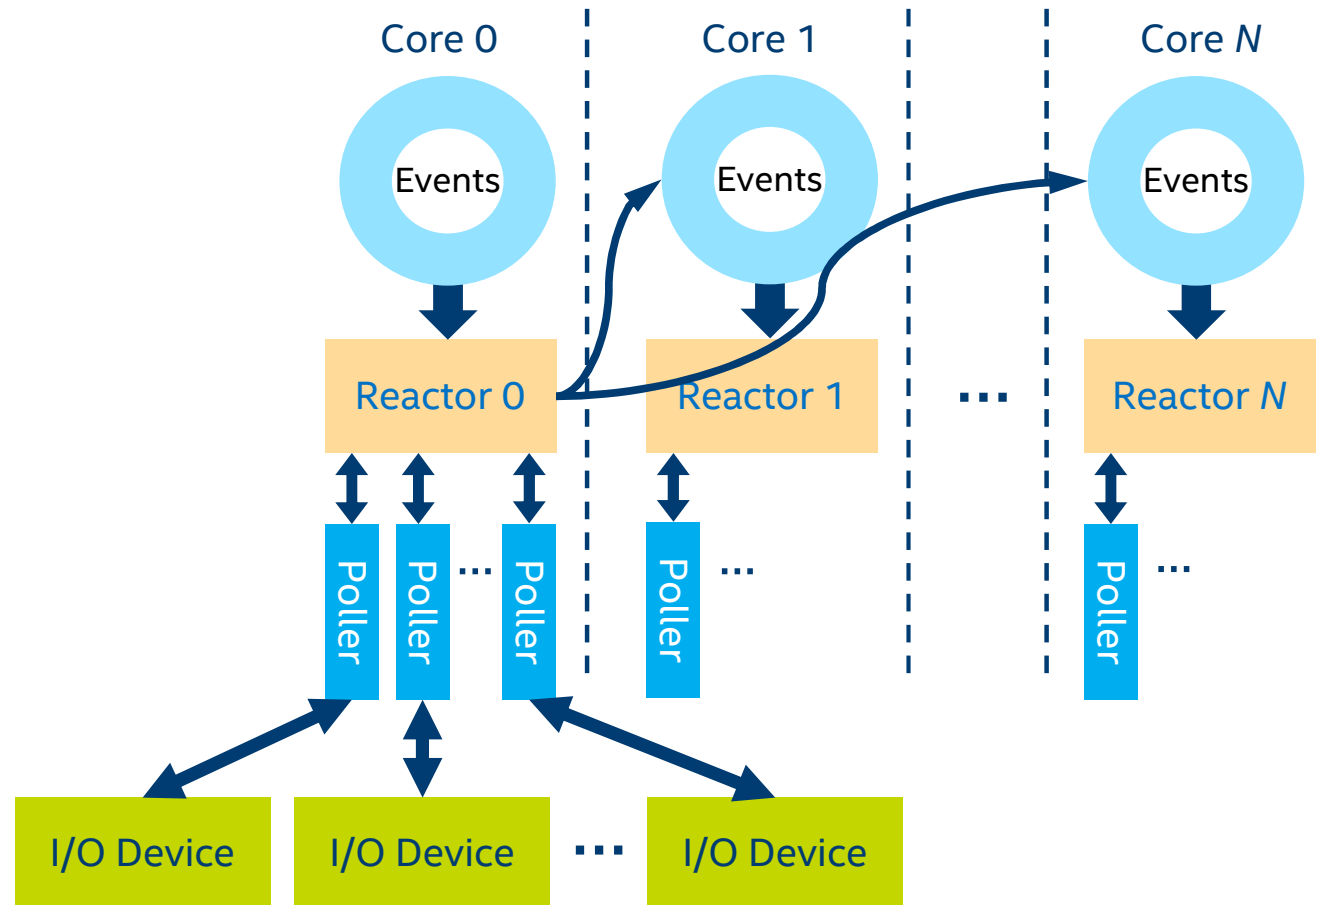 Core 0
Core 1
Core N
Events
Events
Events
Reactor 0
Reactor 1
...
Reactor N
Poller
Poller
...
Poller
Poller
...
Poller
...
I/O Device
I/O Device
...
I/O Device